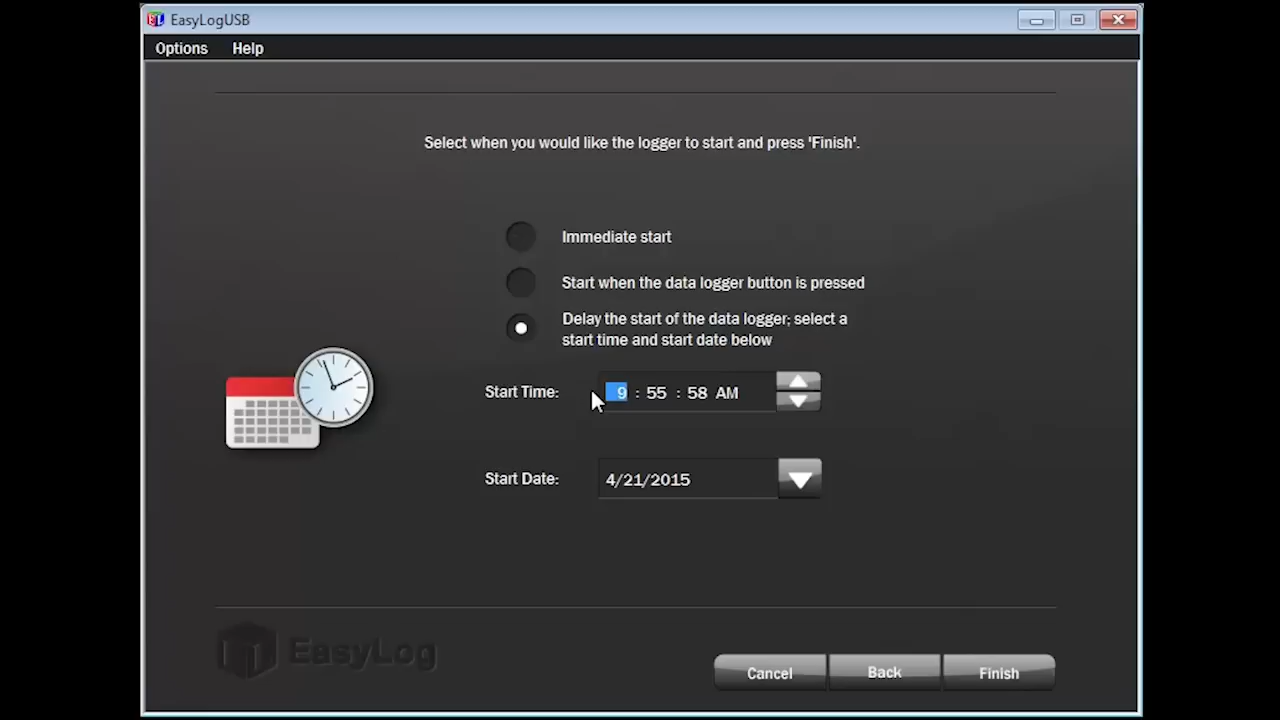 EasyLogUSB
Options Help
Select when you would like the logger to start and press 'Finish'.
Immediate start
Start when the data logger button is pressed
Delay the start of the data logger; select a
start time and start date below
Start Time: 9 : 55 : 58 AM
Start Date: 4/21/2015
EasyLog
Cancel Back Finish